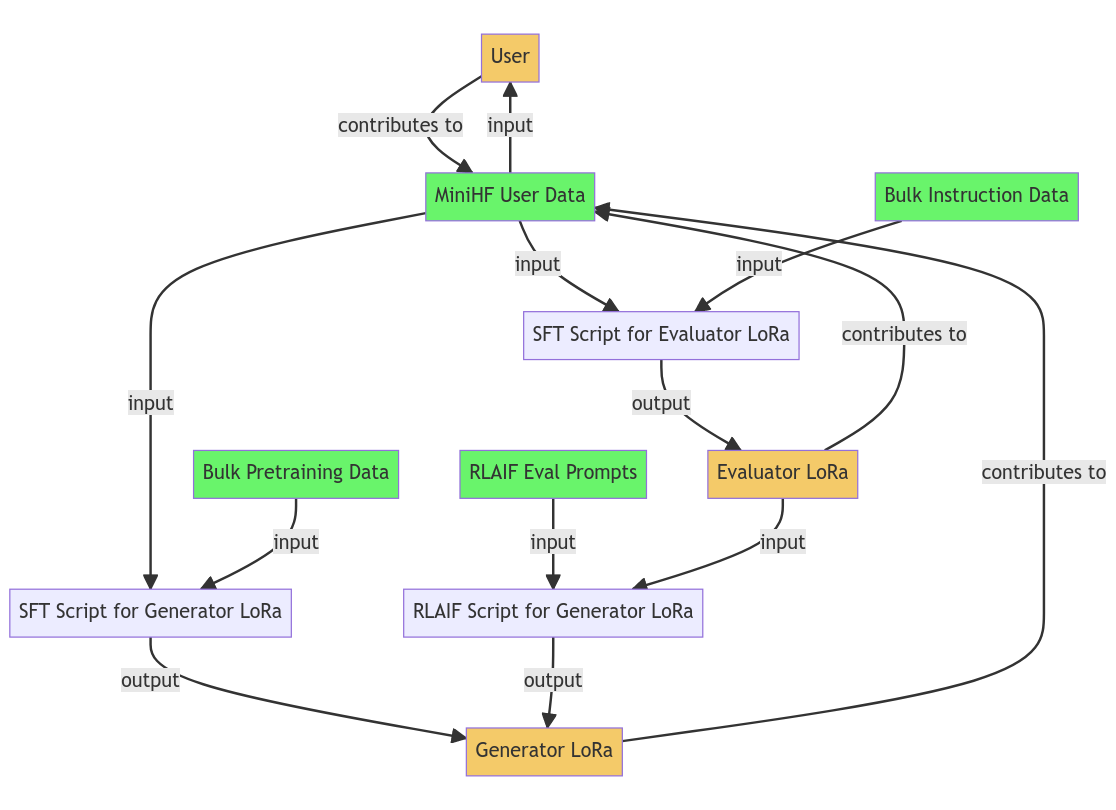 User
contributes to
input
MiniHF User Data
Bulk Instruction Data
input
input
SFT Script for Evaluator LoRa
contributes to
input
output
Bulk Pretraining Data
RLAIF Eval Prompts
Evaluator LoRa
contributes to
input
input
input
SFT Script for Generator LoRa
RLAIF Script for Generator LoRa
output
output
Generator LoRa